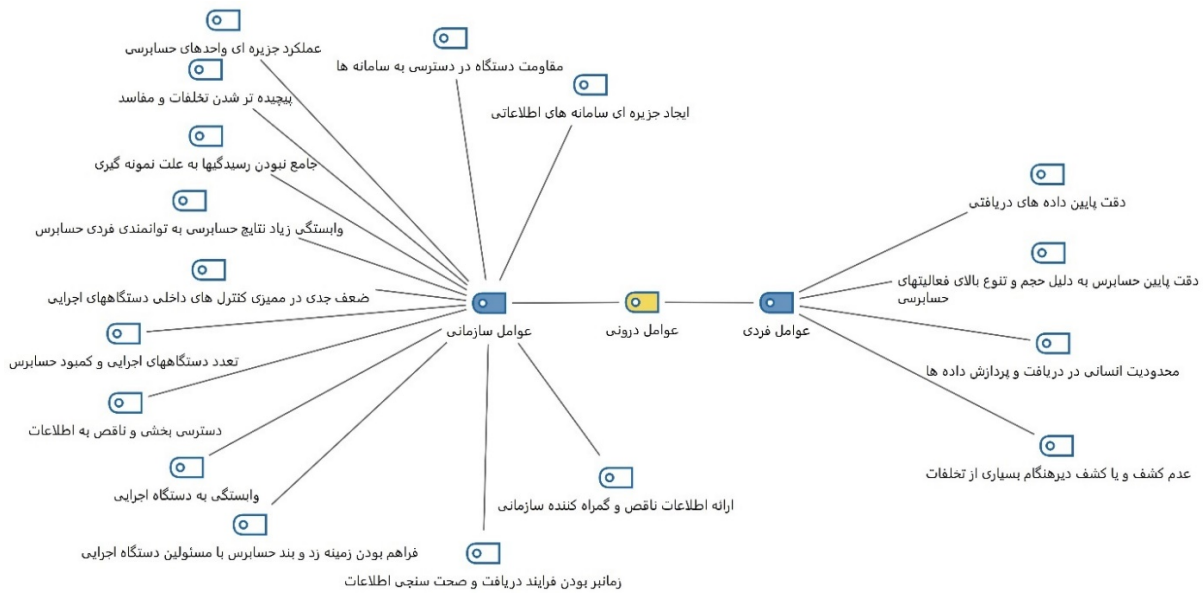 عملکرد جزیره ای واحدهای حسابرسی
مقاومت دستگاه در دسترسی به سامانه ها
پیچیده تر شدن تخلفات و مفاسد
ایجاد جزیره ای سامانه های اطلاعاتی
جامع نبودن رسیدگیها به علت نمونه گیری
دقت پایین داده های دریافتی
وابستگی زیاد نتایج حسابرسی به توانمندی فردی حسابرس
دقت پایین حسابرس به دلیل حجم و تنوع بالای فعالیتهای
حسابرسی
ضعف جدی در ممیزی کنترل های داخلی دستگاههای اجرایی
عوامل فردی
عوامل درونی
عوامل سازمانی
تعدد دستگاههای اجرایی و کمبود حسابرس
محدودیت انسانی در دریافت و پردازش داده ها
دسترسی بخشی و ناقص به اطلاعات
عدم کشف و یا کشف دیرهنگام بسیاری از تخلفات
وابستگی به دستگاه اجرایی
ارائه اطلاعات ناقص و گمراه کننده سازمانی
فراهم بودن زمینه زد و بند حسابرس با مسئولین دستگاه اجرایی
زمانبر بودن فرایند دریافت و صحت سنجی اطلاعات